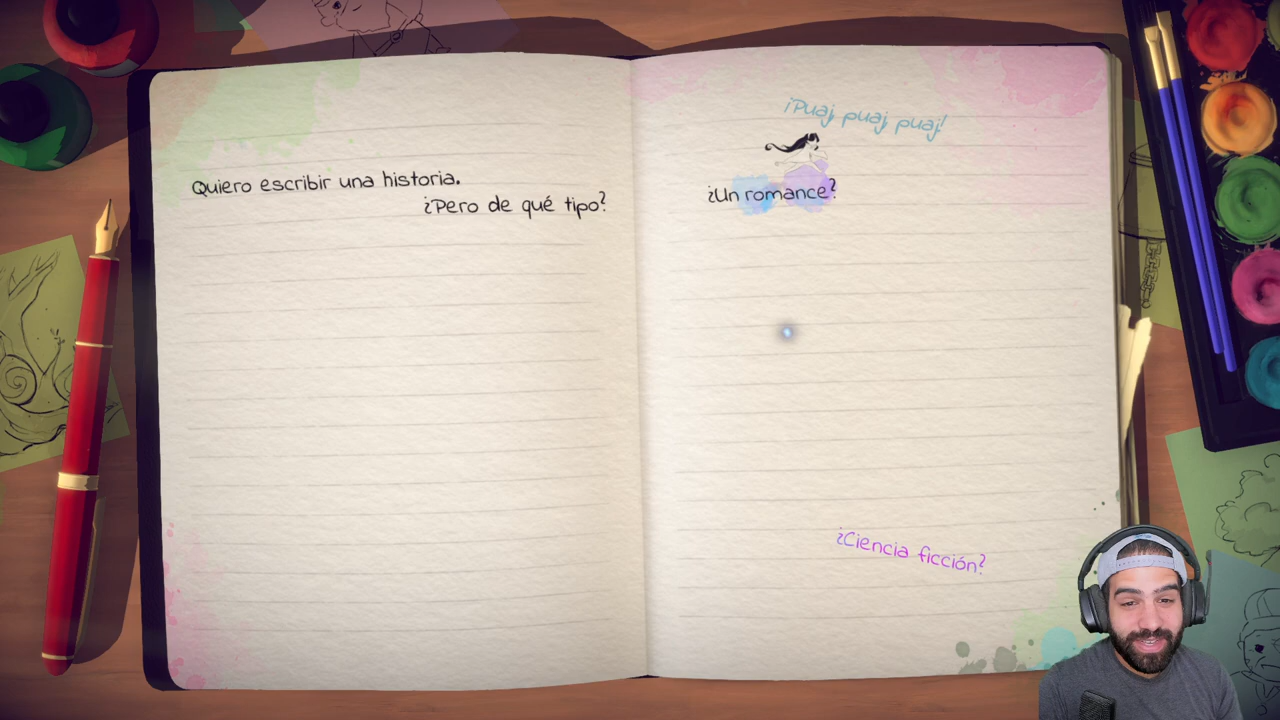 Quiero escribir una historia.
¿Pero de qué tipo?
¡Puaj, puaj, puaj!
¿Un romance?
¿Ciencia ficción?